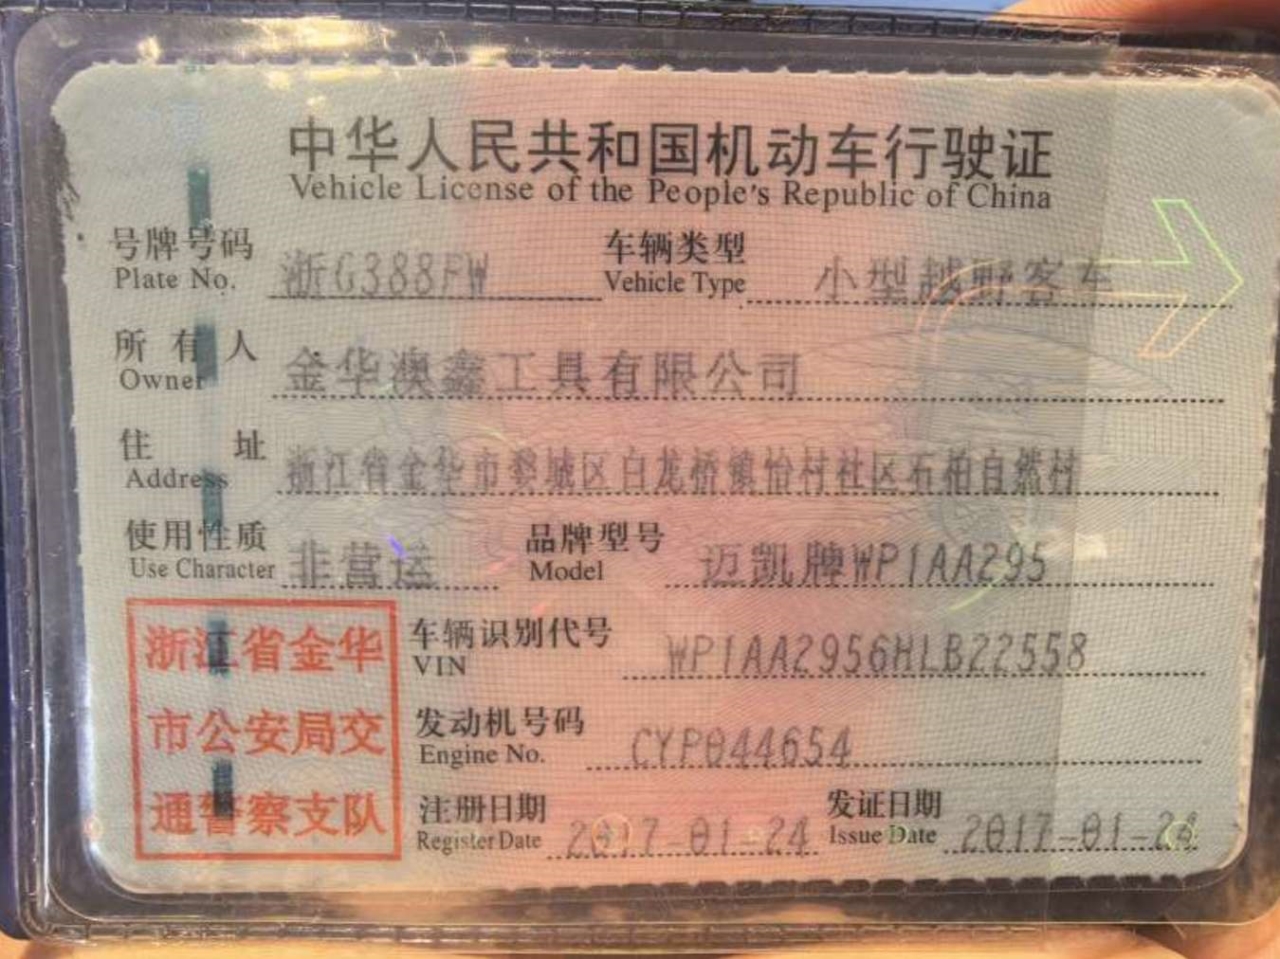 中华人民共和国机动车行驶证
Vehicle License of the People's Republic of China
号牌号码 浙G388FW 车辆类型 小型越野客车
Plate No. Vehicle Type
所有人 金华澳鑫工具有限公司
Owner
住址 浙江省金华市婺城区白龙桥镇怡村社区石柏自然村
Address
使用性质 非营运 品牌型号 迈凯牌WP1AA295
Use Character Model
浙江省金华
市公安局交
通警察支队
车辆识别代号 WP1AA2956HLB22558
VIN
发动机号码 CYP044654
Engine No.
注册日期 2017-01-24 发证日期 2017-01-24
Register Date Issue Date